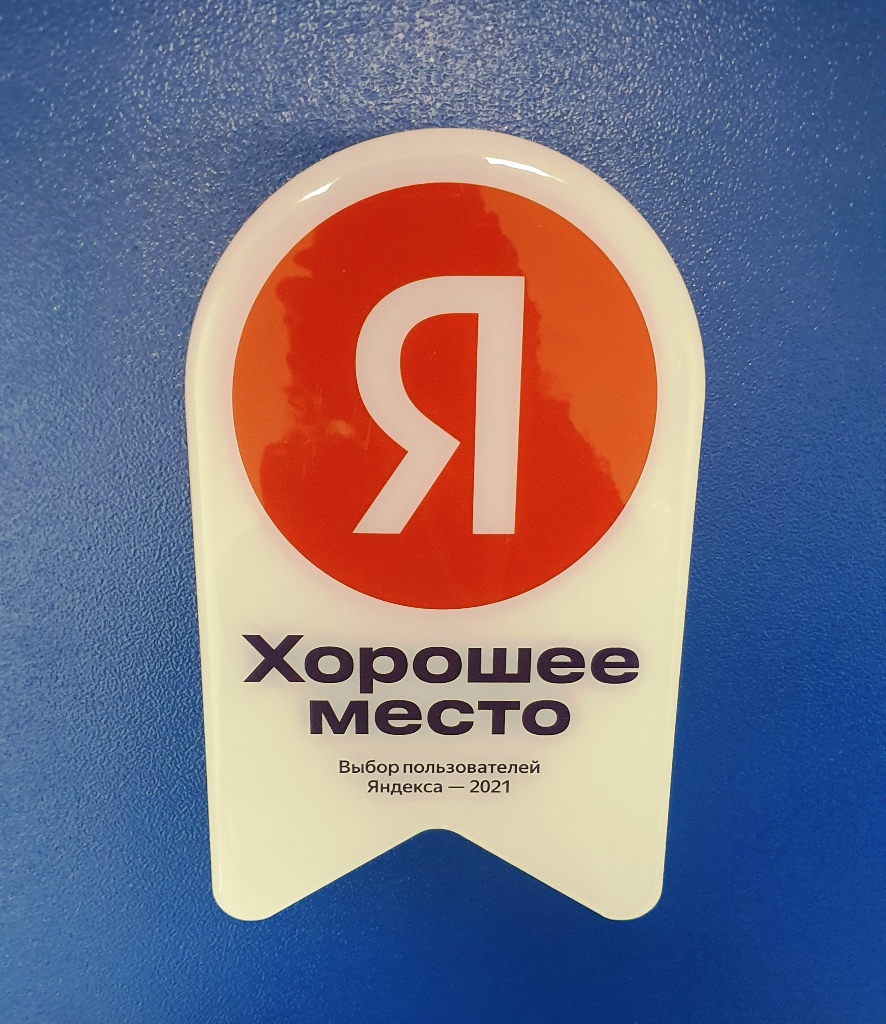 Я
Хорошее
место
Выбор пользователей
Яндекса — 2021